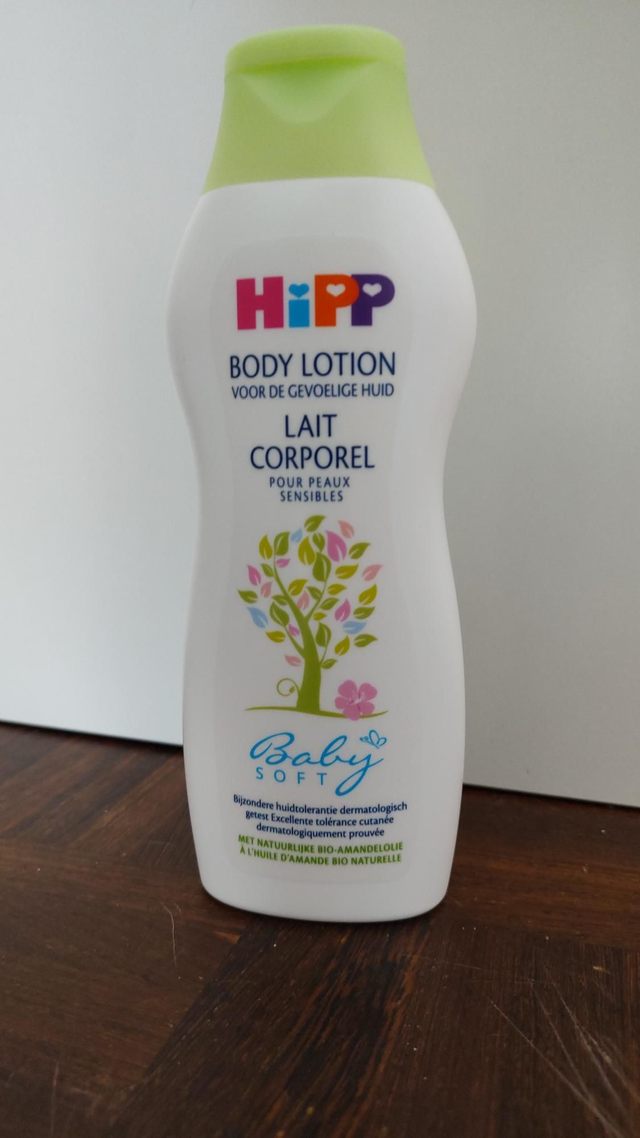 HiPP
BODY LOTION
VOOR DE GEVOELIGE HUID
LAIT
CORPOREL
POUR PEAUX
SENSIBLES
Baby
SOFT
Bijzondere huidtolerantie dermatologisch
getest Excellente tolérance cutanée
dermatologiquement prouvée
MET NATUURLIJKE BIO-AMANDELOLIE
À L'HUILE D'AMANDE BIO NATURELLE